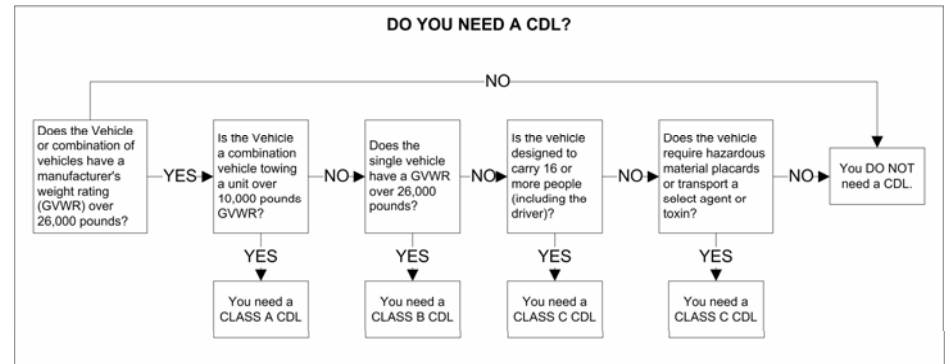 DO YOU NEED A CDL?
NO
Does the Vehicle
or combination of
vehicles have a
manufacturer's
weight rating
(GVWR) over
26,000 pounds?
YES
Is the Vehicle
a combination
vehicle towing
a unit over
10,000 pounds
GVWR?
NO
Does the
single vehicle
have a GVWR
over 26,000
pounds?
NO
Is the vehicle
designed to
carry 16 or
more people
(including the
driver)?
NO
Does the vehicle
require hazardous
material placards
or transport a
select agent or
toxin?
NO
You DO NOT
need a CDL.
YES
YES
YES
YES
You need a
CLASS A CDL
You need a
CLASS B CDL
You need a
CLASS C CDL
You need a
CLASS C CDL